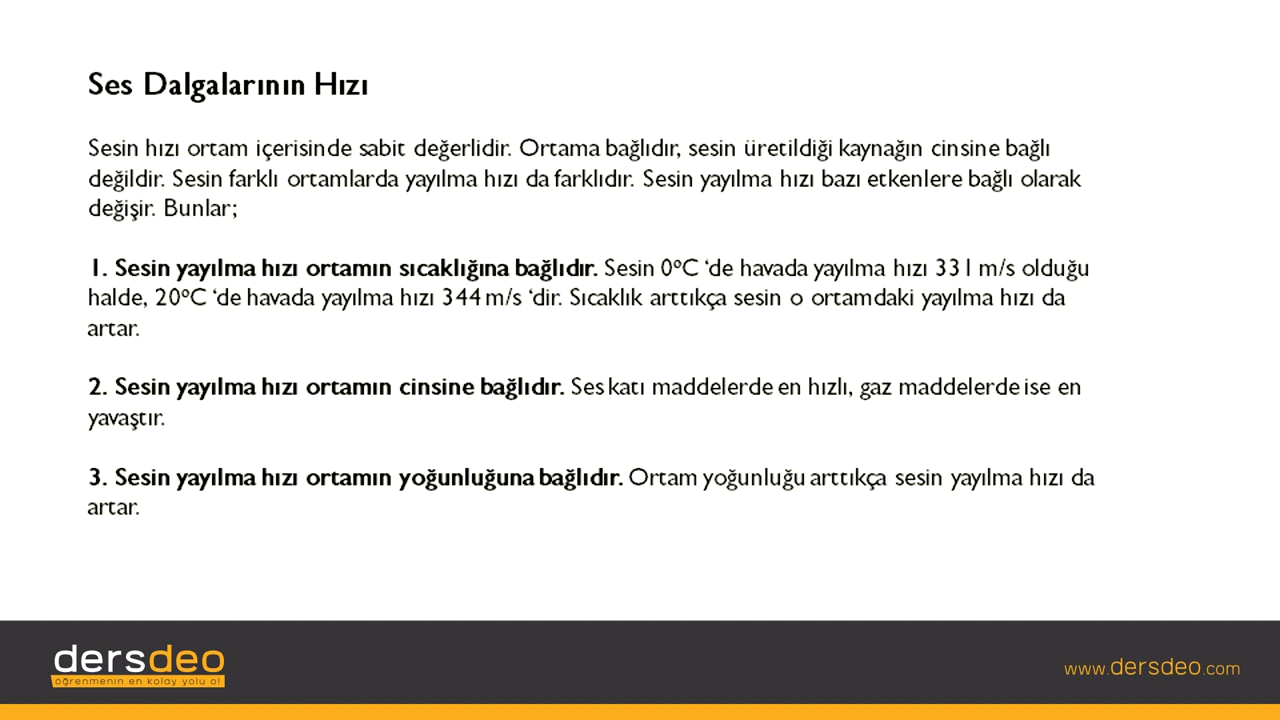 Ses Dalgalarının Hızı
Sesin hızı ortam içerisinde sabit değerlidir. Ortama bağlıdır, sesin üretildiği kaynağın cinsine bağlı
değildir. Sesin farklı ortamlarda yayılma hızı da farklıdır. Sesin yayılma hızı bazı etkenlere bağlı olarak
değişir. Bunlar;
1. Sesin yayılma hızı ortamın sıcaklığına bağlıdır. Sesin 0ºC ‘de havada yayılma hızı 331 m/s olduğu
halde, 20ºC ‘de havada yayılma hızı 344 m/s ‘dir. Sıcaklık arttıkça sesin o ortamdaki yayılma hızı da
artar.
2. Sesin yayılma hızı ortamın cinsine bağlıdır. Ses katı maddelerde en hızlı, gaz maddelerde ise en
yavaştır.
3. Sesin yayılma hızı ortamın yoğunluğuna bağlıdır. Ortam yoğunluğu arttıkça sesin yayılma hızı da
artar.
dersdeo
öğrenmenin en kolay yolu o!
www.dersdeo.com